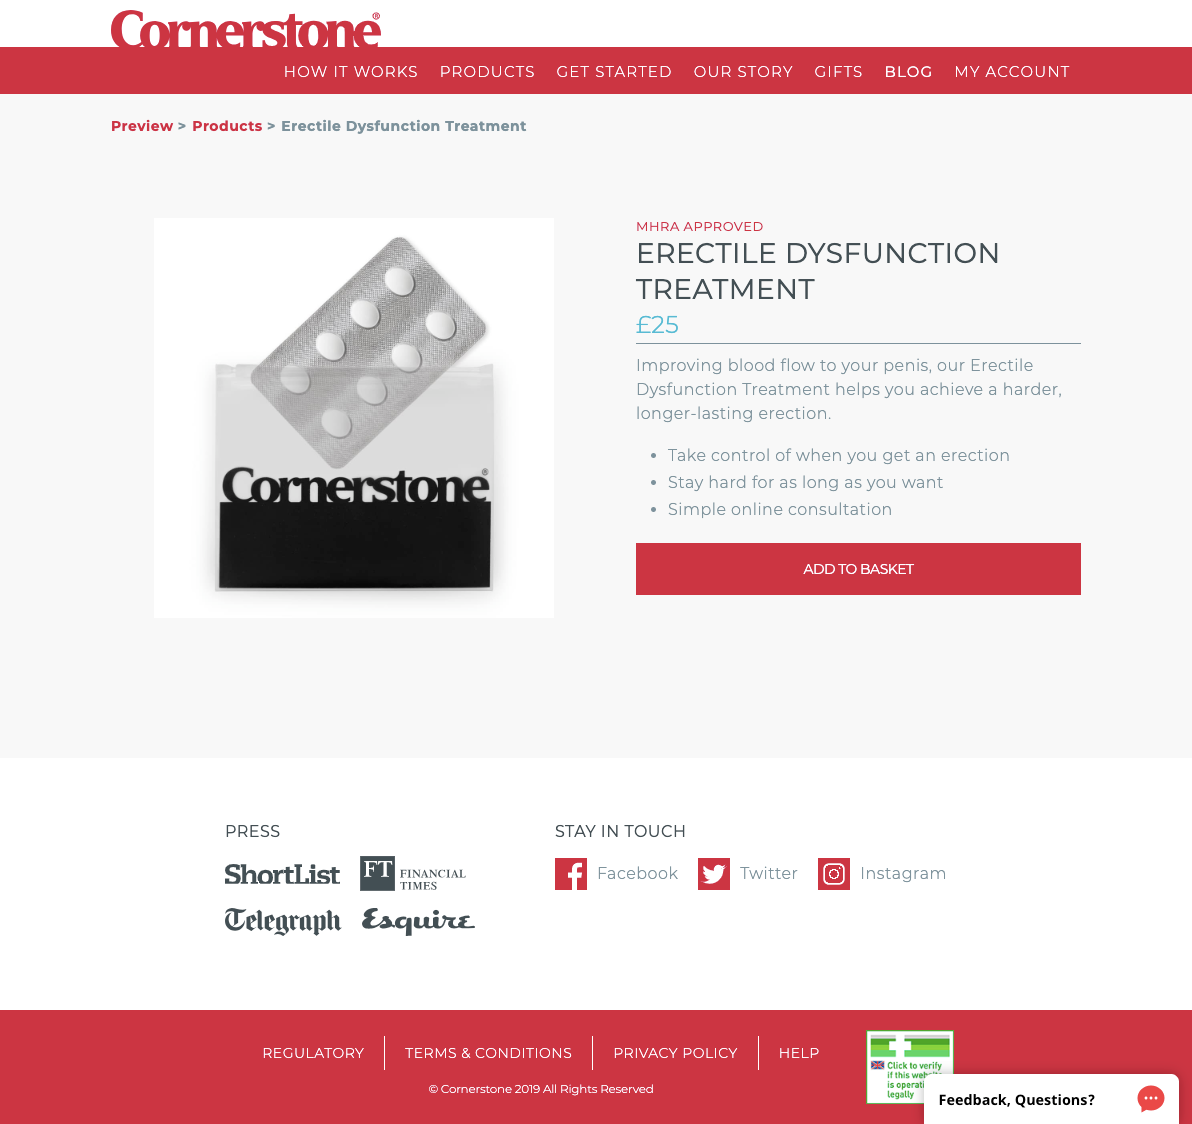 Cornerstone®
HOW IT WORKS PRODUCTS GET STARTED OUR STORY GIFTS BLOG MY ACCOUNT
Preview > Products > Erectile Dysfunction Treatment
Cornerstone®
MHRA APPROVED
ERECTILE DYSFUNCTION
TREATMENT
£25
Improving blood flow to your penis, our Erectile
Dysfunction Treatment helps you achieve a harder,
longer-lasting erection.
• Take control of when you get an erection
• Stay hard for as long as you want
• Simple online consultation
ADD TO BASKET
PRESS
ShortList FT FINANCIAL
TIMES
Telegraph Esquire
STAY IN TOUCH
Facebook Twitter Instagram
REGULATORY TERMS & CONDITIONS PRIVACY POLICY HELP
© Cornerstone 2019 All Rights Reserved
Click to verify
if this
is
legally
Feedback, Questions?